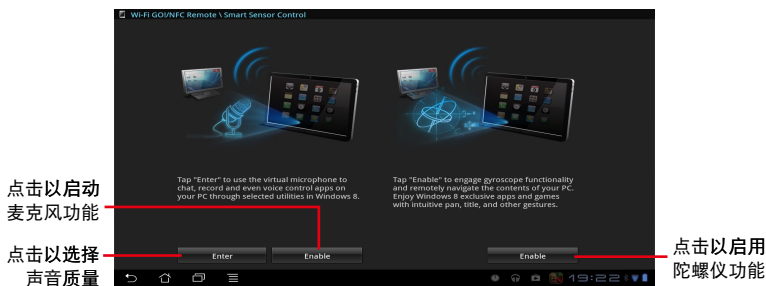 Wi-Fi GO!/NFC Remote \ Smart Sensor Control
Tap "Enter" to use the virtual microphone to
chat, record and even voice control apps on
your PC through selected utilities in Windows 8.
Tap "Enable" to engage gyroscope functionality
and remotely navigate the contents of your PC.
Enjoy Windows 8 exclusive apps and games
with intuitive pan, title, and other gestures.
点击以启动
麦克风功能
点击以选择
声音质量
Enter
Enable
Enable
点击以启用
陀螺仪功能
19:22